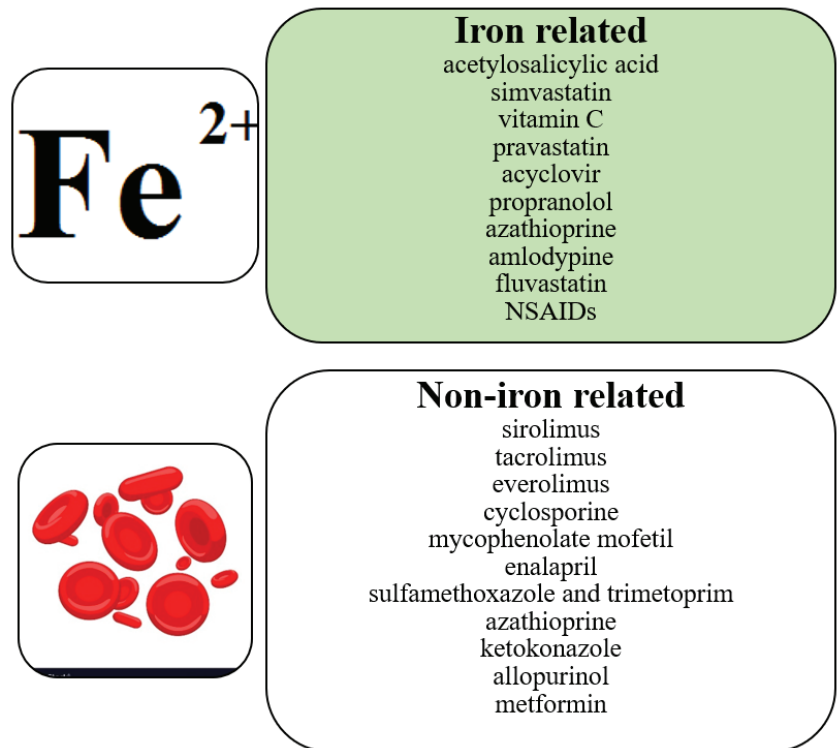 Fe 2+
Iron related
acetylosalicylic acid
simvastatin
vitamin C
pravastatin
acyclovir
propranolol
azathioprine
amlodypine
fluvastatin
NSAIDs
Non-iron related
sirolimus
tacrolimus
everolimus
cyclosporine
mycophenolate mofetil
enalapril
sulfamethoxazole and trimetoprim
azathioprine
ketokonazole
allopurinol
metformin